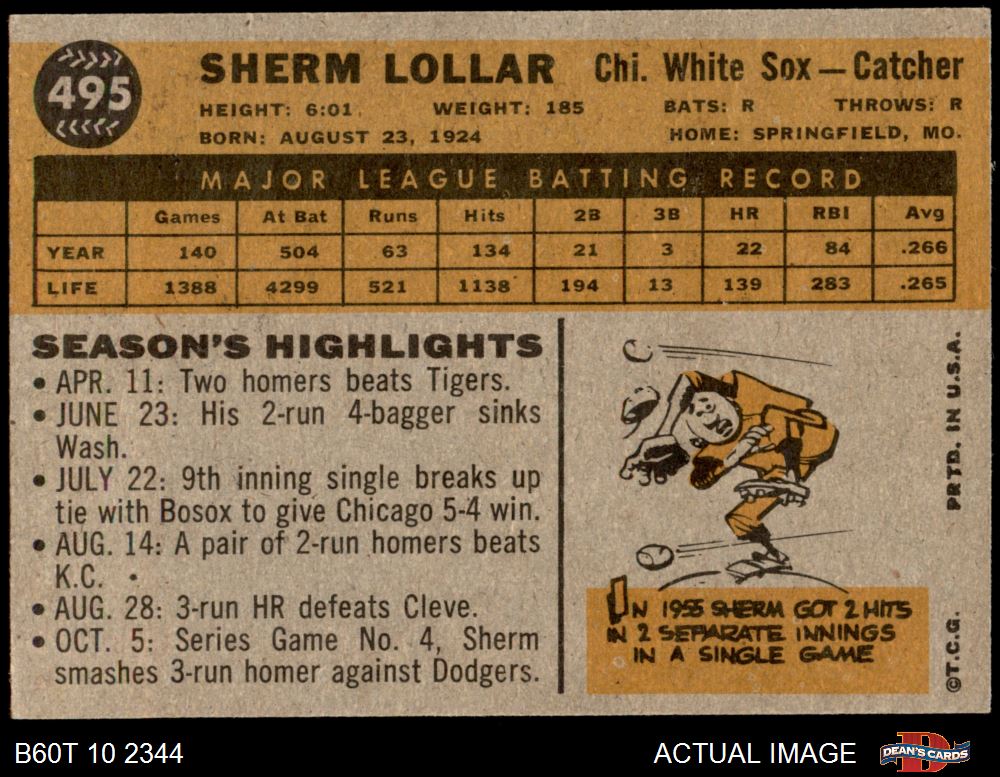 495
SHERM LOLLAR Chi. White Sox — Catcher
HEIGHT: 6:01 WEIGHT: 185 BATS: R THROWS: R
BORN: AUGUST 23, 1924 HOME: SPRINGFIELD, MO.
MAJOR LEAGUE BATTING RECORD
Games At Bat Runs Hits 2B 3B HR RBI Avg
YEAR 140 504 63 134 21 3 22 84 .266
LIFE 1388 4299 521 1138 194 13 139 283 .265
SEASON'S HIGHLIGHTS
• APR. 11: Two homers beats Tigers.
• JUNE 23: His 2-run 4-bagger sinks
Wash.
• JULY 22: 9th inning single breaks up
tie with Bosox to give Chicago 5-4 win.
• AUG. 14: A pair of 2-run homers beats
K.C.
• AUG. 28: 3-run HR defeats Cleve.
• OCT. 5: Series Game No. 4, Sherm
smashes 3-run homer against Dodgers.
IN 1955 SHERM GOT 2 HITS
IN 2 SEPARATE INNINGS
IN A SINGLE GAME
©T.C.G. PRTD. IN U.S.A.
B60T 10 2344 ACTUAL IMAGE D DEAN'S CARDS